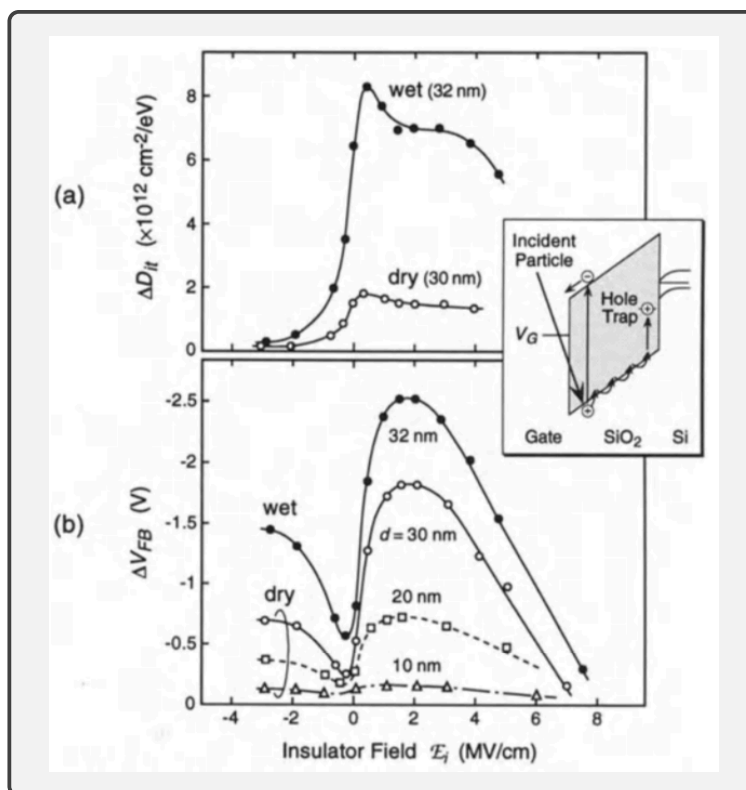 (a)
ΔD_it (×10^12 cm^-2/eV)
8
6
4
2
0
wet (32 nm)
dry (30 nm)
Incident
Particle
Hole
Trap
V_G
Gate SiO_2 Si
(b)
ΔV_FB (V)
-2.5
-2
-1.5
-1
-0.5
0
32 nm
wet
d = 30 nm
dry
20 nm
10 nm
-4 -2 0 2 4 6 8
Insulator Field ℰ_i (MV/cm)